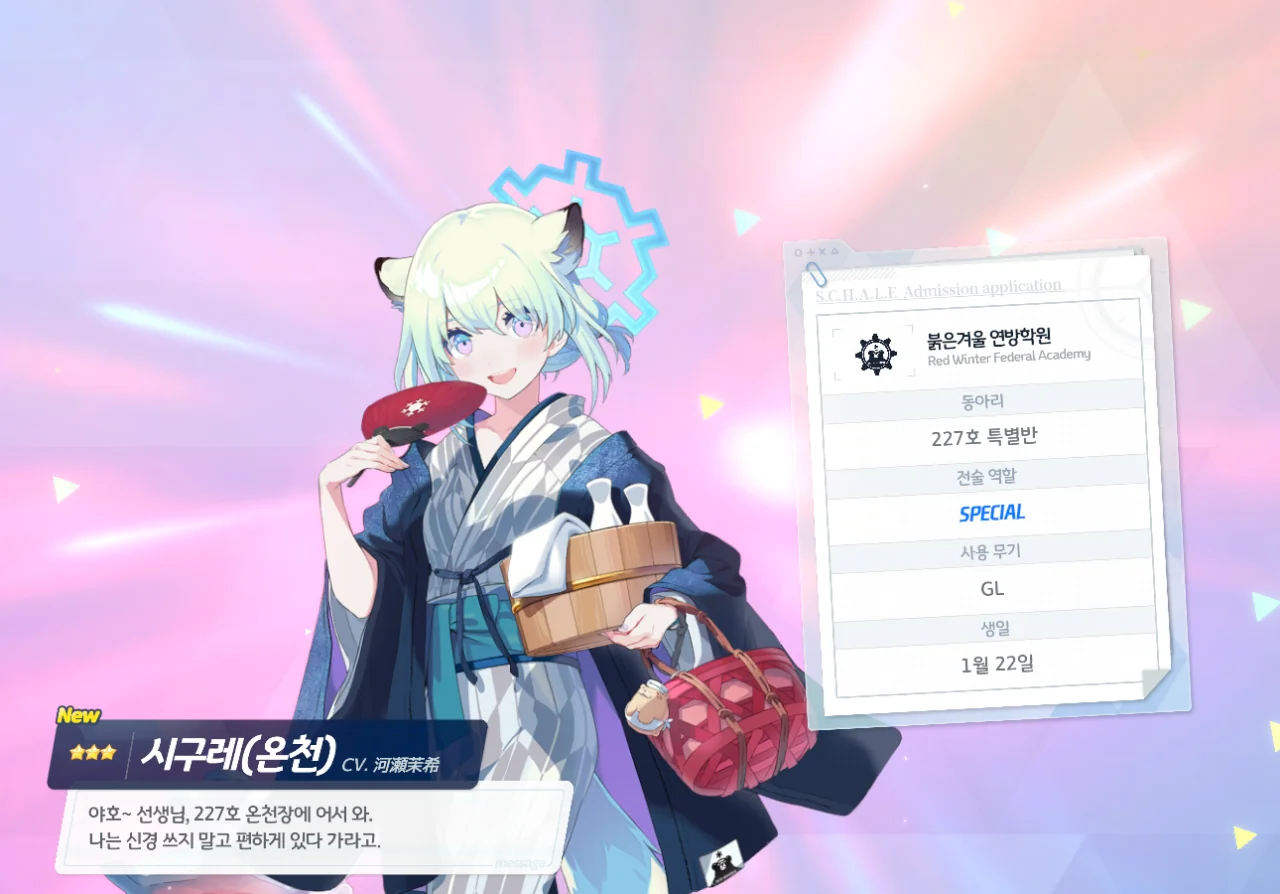 S.C.H.A.L.E. Admission application
붉은겨울 연방학원
Red Winter Federal Academy
동아리
227호 특별반
전술 역할
SPECIAL
사용 무기
GL
생일
1월 22일
New
시구레(온천) CV. 河瀬茉希
야호~ 선생님, 227호 온천장에 어서 와.
나는 신경 쓰지 말고 편하게 있다 가라고.